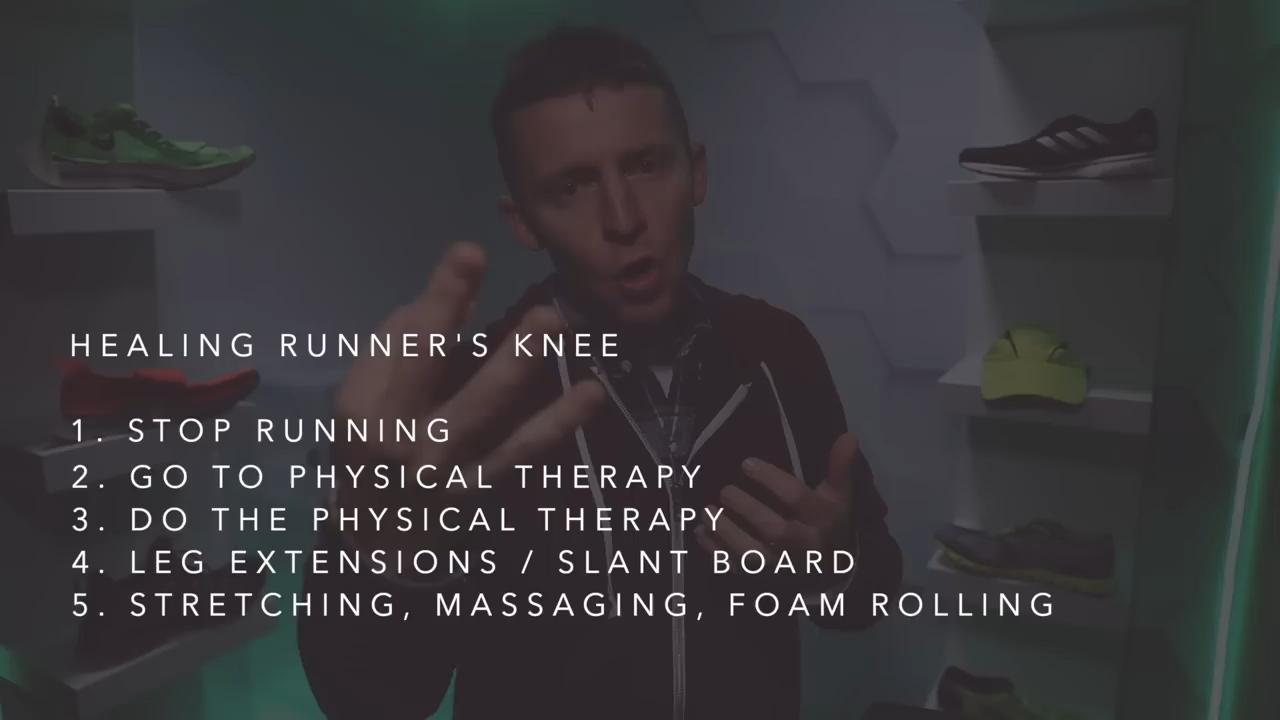 HEALING RUNNER'S KNEE
1. STOP RUNNING
2. GO TO PHYSICAL THERAPY
3. DO THE PHYSICAL THERAPY
4. LEG EXTENSIONS / SLANT BOARD
5. STRETCHING, MASSAGING, FOAM ROLLING